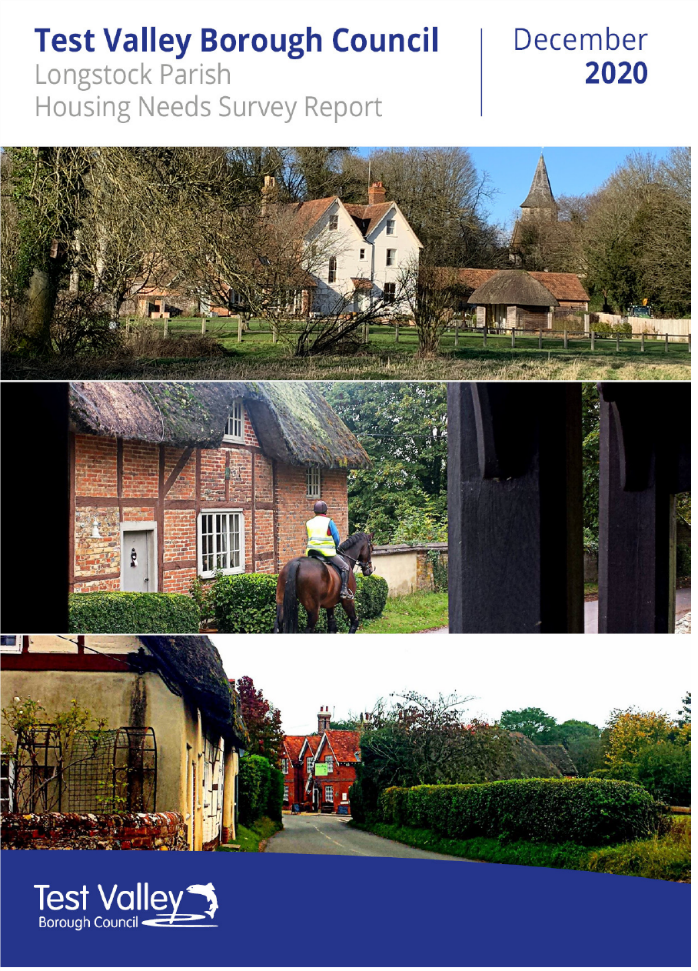 Test Valley Borough Council
Longstock Parish
Housing Needs Survey Report
December
2020
Test Valley
Borough Council